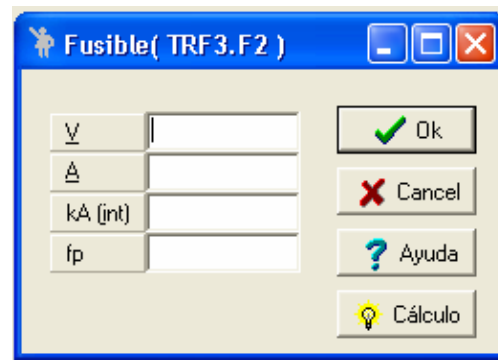 Fusible( TRF3.F2 )
V
A
kA (int)
fp
Ok
Cancel
Ayuda
Cálculo